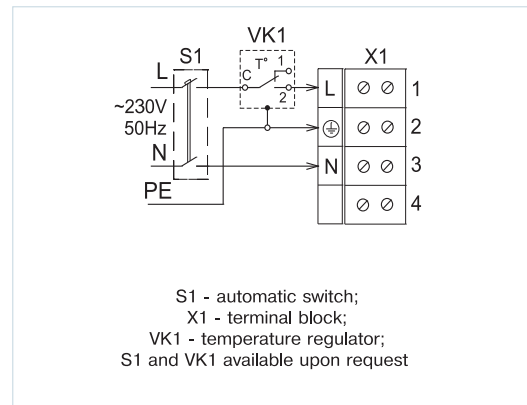 VK1
S1
X1
L
T°
1
C
2
L
1
~230V
50Hz
2
N
N
3
PE
4
S1 - automatic switch;
X1 - terminal block;
VK1 - temperature regulator;
S1 and VK1 available upon request